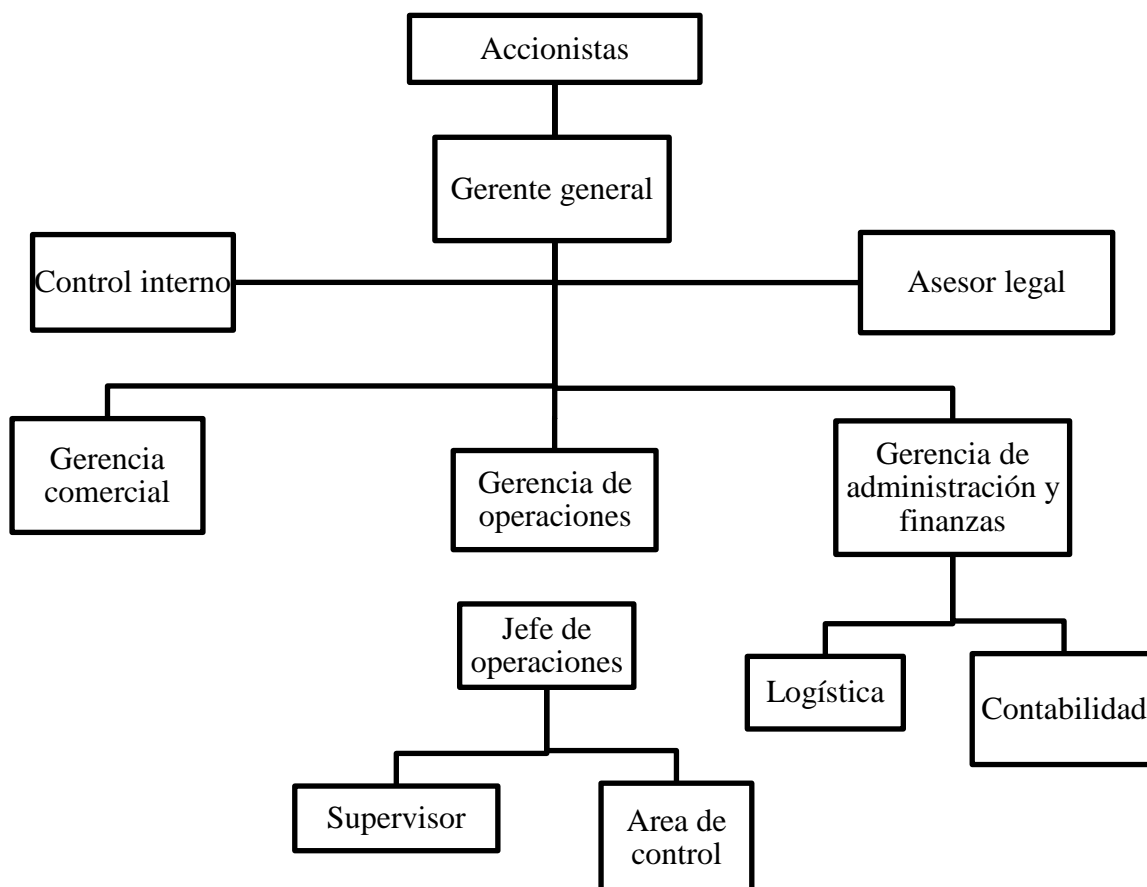 Accionistas
Gerente general
Control interno
Asesor legal
Gerencia
comercial
Gerencia de
operaciones
Gerencia de
administración y
finanzas
Jefe de
operaciones
Logística
Contabilidad
Supervisor
Area de
control